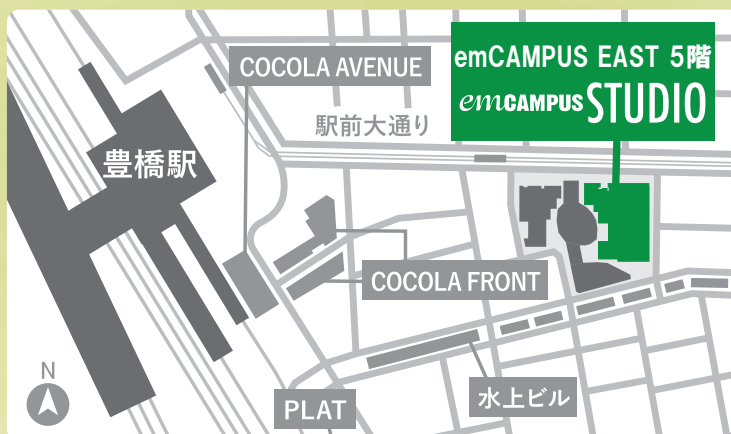 COCOLA AVENUE
emCAMPUS EAST 5階
emCAMPUS STUDIO
駅前大通り
豊橋駅
COCOLA FRONT
N
PLAT
水上ビル